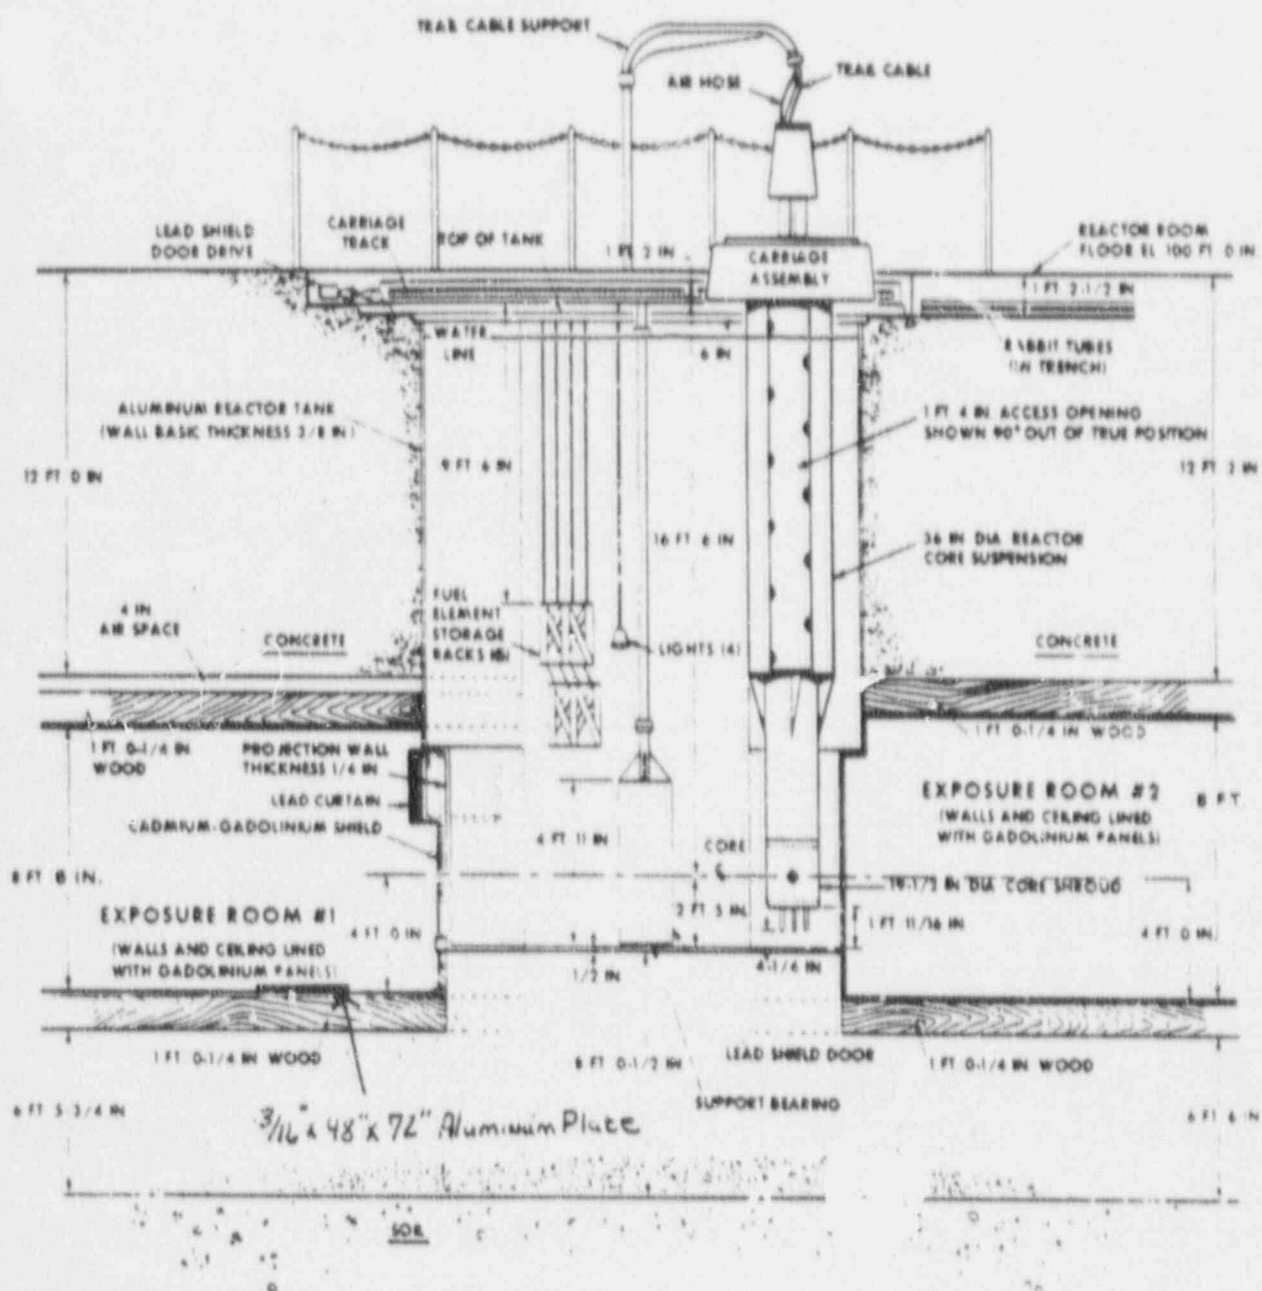 TRAIL CABLE SUPPORT
TRAIL CABLE
AIR HOSE
LEAD SHIELD
DOOR DRIVE
CARRIAGE
TRACK
TOP OF TANK
1 FT 2 IN
CARRIAGE
ASSEMBLY
REACTOR ROOM
FLOOR EL 100 FT 0 IN
1 FT 2-1/2 IN
WATER
LINE
6 IN
RABBIT TUBES
(IN TRENCH)
ALUMINUM REACTOR TANK
(WALL BASIC THICKNESS 3/8 IN)
1 FT 4 IN ACCESS OPENING
SHOWN 90° OUT OF TRUE POSITION
12 FT 0 IN
9 FT 6 IN
12 FT 2 IN
16 FT 6 IN
36 IN DIA REACTOR
CORE SUSPENSION
4 IN
AIR SPACE
CONCRETE
FUEL
ELEMENT
STORAGE
RACKS
LIGHTS (4)
CONCRETE
1 FT 0-1/4 IN
WOOD
PROJECTION WALL
THICKNESS 1/4 IN
1 FT 0-1/4 IN WOOD
LEAD CURTAIN
CADMIUM-GADOLINIUM SHIELD
4 FT 11 IN
CORE
EXPOSURE ROOM #2
(WALLS AND CEILING LINED
WITH GADOLINIUM PANELS)
8 FT
8 FT 8 IN.
19-1/2 IN DIA CORE SHROUD
EXPOSURE ROOM #1
(WALLS AND CEILING LINED
WITH GADOLINIUM PANELS)
4 FT 0 IN
2 FT 5 IN
1 FT 11/16 IN
4 FT 0 IN.
1/2 IN
4-1/4 IN
1 FT 0-1/4 IN WOOD
8 FT 0-1/2 IN
LEAD SHIELD DOOR
1 FT 0-1/4 IN WOOD
SUPPORT BEARING
6 FT 5-3/4 IN
3/16" x 48" x 72" Aluminum Plate
6 FT 6 IN
SOIL